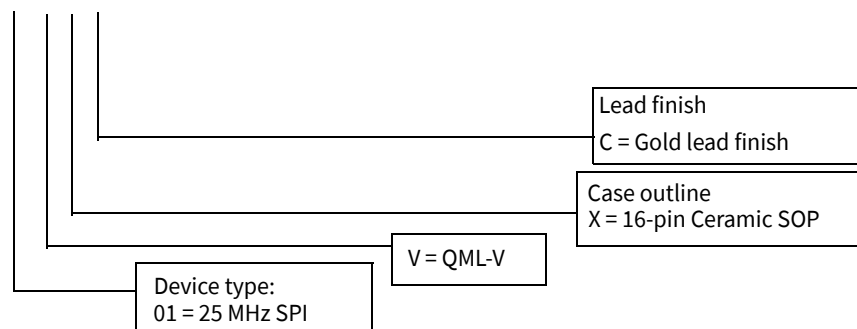 Lead finish
C = Gold lead finish
Case outline
X = 16-pin Ceramic SOP
V = QML-V
Device type:
01 = 25 MHz SPI